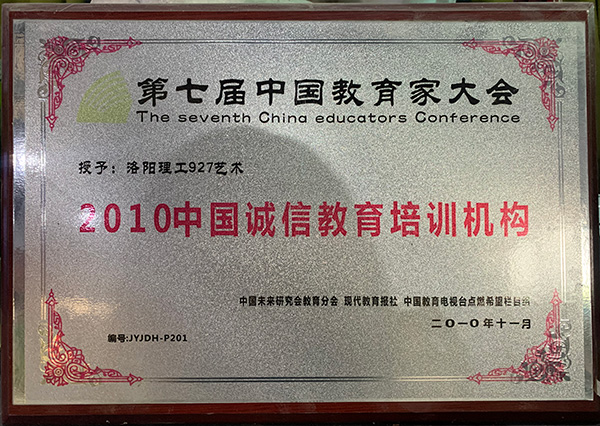 第七届中国教育家大会
The seventh China educators Conference
授予：洛阳理工927艺术
2010中国诚信教育培训机构
中国未来研究会教育分会 现代教育报社 中国教育电视台点燃希望栏目组
二〇一〇年十一月
编号:JYJDH-P201